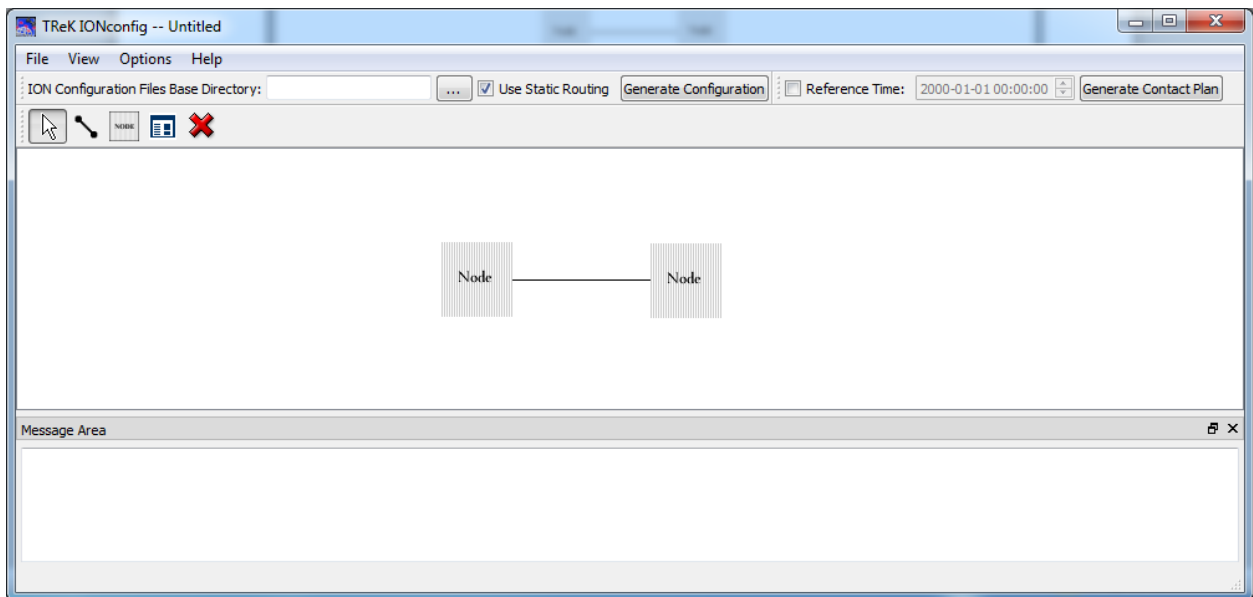 TReK IONconfig -- Untitled
File View Options Help
ION Configuration Files Base Directory: ... Use Static Routing Generate Configuration Reference Time: 2000-01-01 00:00:00 Generate Contact Plan
NODE
Node Node
Message Area